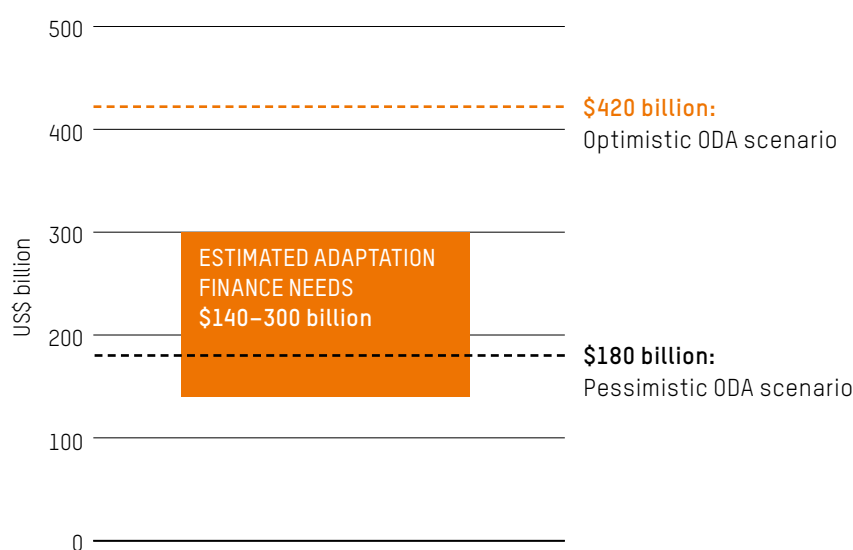 500
$420 billion:
Optimistic ODA scenario
400
300
ESTIMATED ADAPTATION
FINANCE NEEDS
$140–300 billion
US$ billion
200
$180 billion:
Pessimistic ODA scenario
100
0